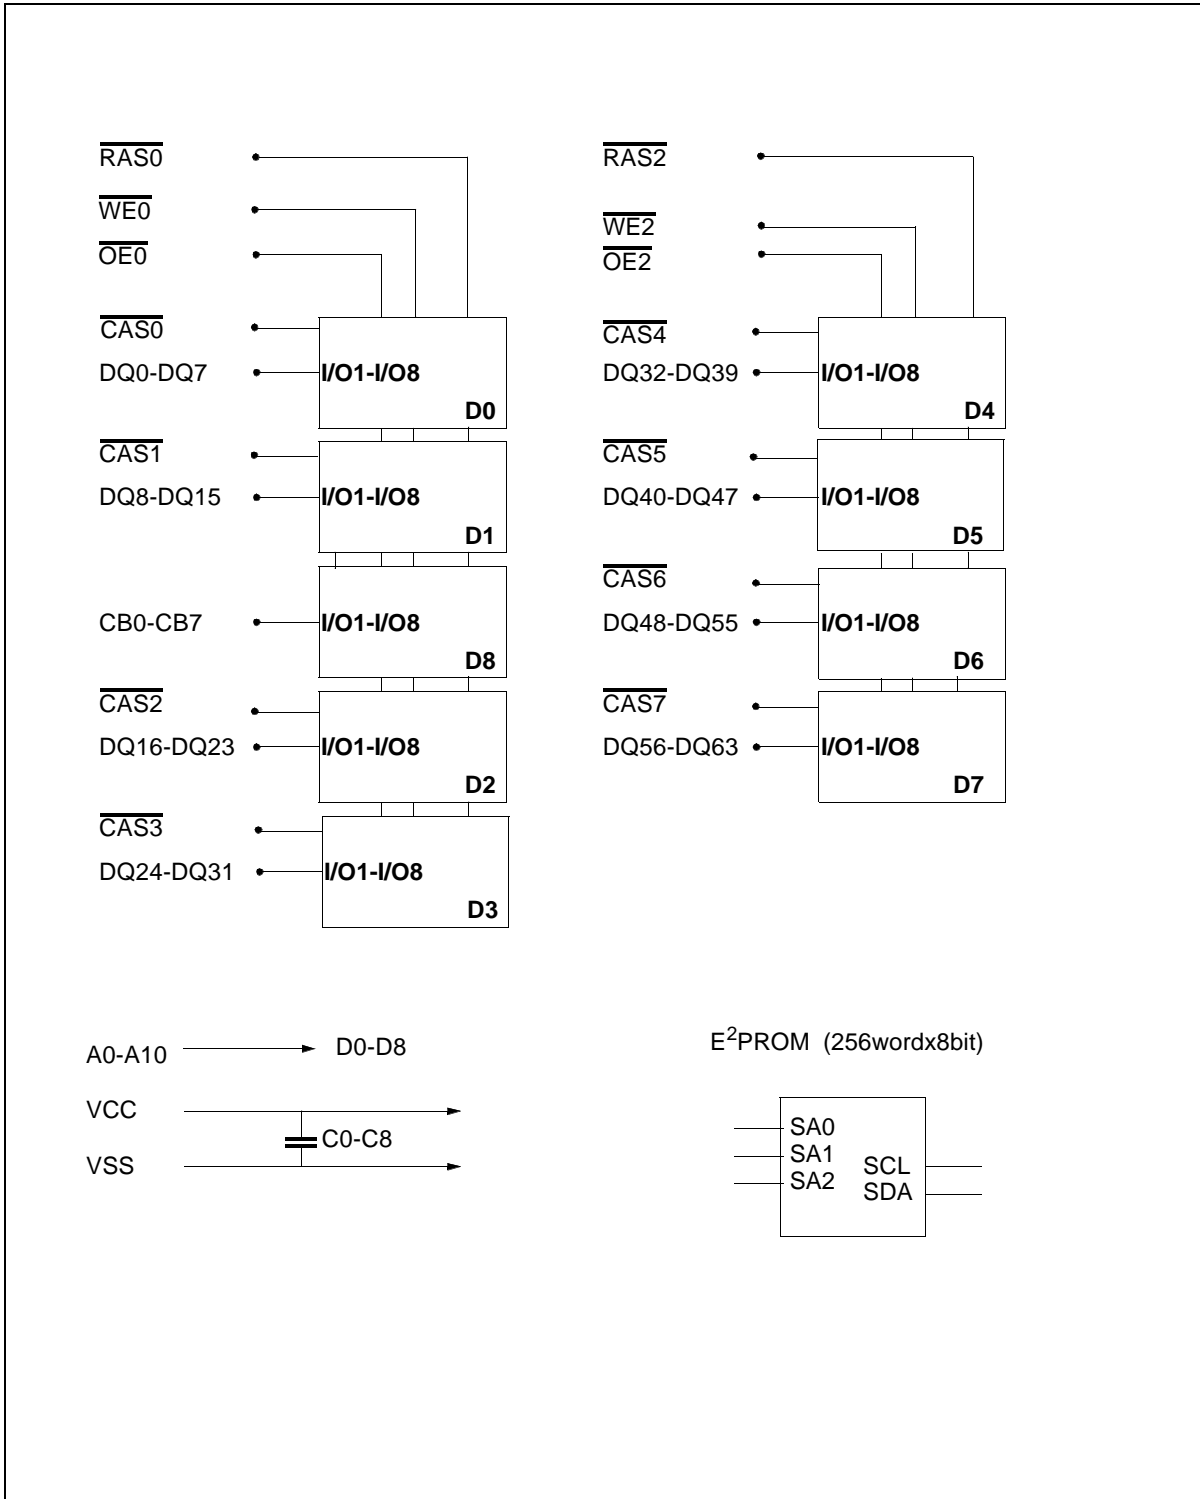 RAS0
WE0
OE0
CAS0
DQ0-DQ7
I/O1-I/O8
D0
CAS1
DQ8-DQ15
I/O1-I/O8
D1
CB0-CB7
I/O1-I/O8
D8
CAS2
DQ16-DQ23
I/O1-I/O8
D2
CAS3
DQ24-DQ31
I/O1-I/O8
D3
RAS2
WE2
OE2
CAS4
DQ32-DQ39
I/O1-I/O8
D4
CAS5
DQ40-DQ47
I/O1-I/O8
D5
CAS6
DQ48-DQ55
I/O1-I/O8
D6
CAS7
DQ56-DQ63
I/O1-I/O8
D7
A0-A10
D0-D8
VCC
C0-C8
VSS
E²PROM (256wordx8bit)
SA0
SA1
SA2
SCL
SDA